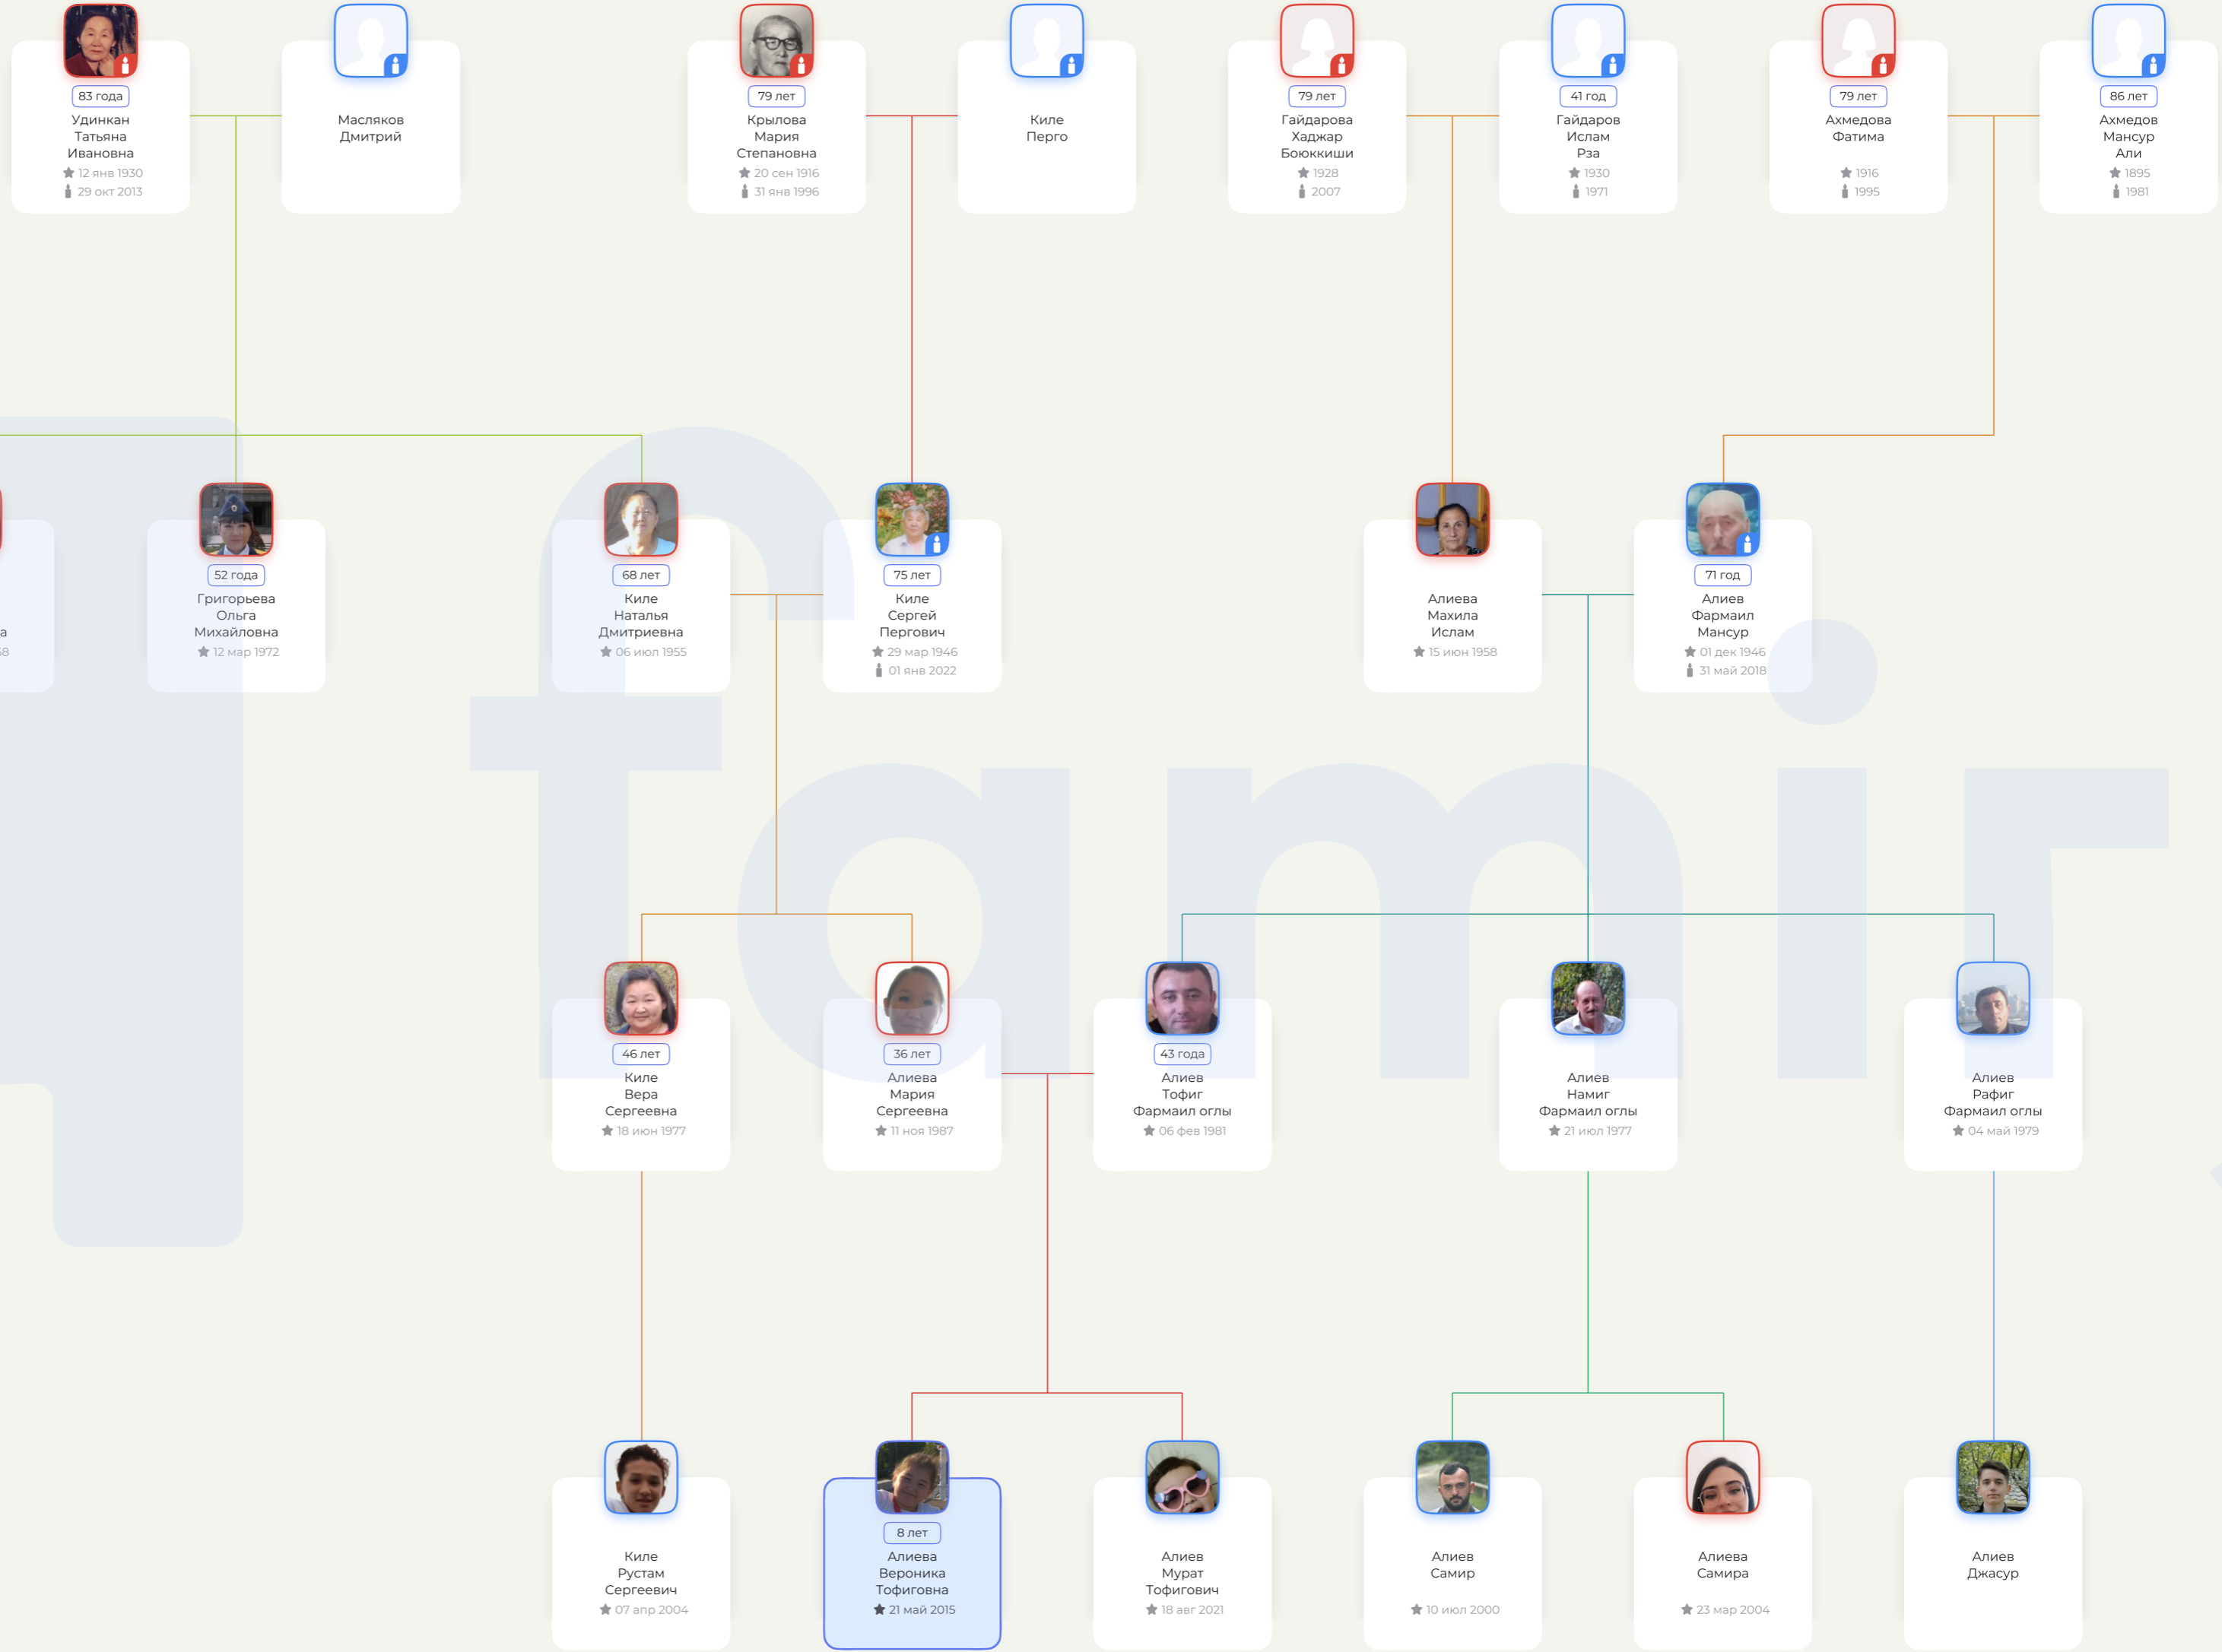 83 года
Удинкан
Татьяна
Ивановна
12 янв 1930
29 окт 2013
Масляков
Дмитрий
79 лет
Крылова
Мария
Степановна
20 сен 1916
31 янв 1996
Киле
Перго
79 лет
Гайдарова
Хаджар
Боюккиши
1928
2007
41 год
Гайдаров
Ислам
Рза
1930
1971
79 лет
Ахмедова
Фатима
1916
1995
86 лет
Ахмедов
Мансур
Али
1895
1981
а
52 года
Григорьева
Ольга
Михайловна
12 мар 1972
68 лет
Киле
Наталья
Дмитриевна
06 июл 1955
75 лет
Киле
Сергей
Пергович
29 мар 1946
01 янв 2022
Алиева
Махила
Ислам
15 июн 1958
71 год
Алиев
Фармаил
Мансур
01 дек 1946
31 май 2018
famir
46 лет
Киле
Вера
Сергеевна
18 июн 1977
36 лет
Алиева
Мария
Сергеевна
11 ноя 1987
43 года
Алиев
Тофиг
Фармаил оглы
06 фев 1981
Алиев
Намиг
Фармаил оглы
21 июл 1977
Алиев
Рафиг
Фармаил оглы
04 май 1979
Киле
Рустам
Сергеевич
07 апр 2004
8 лет
Алиева
Вероника
Тофиговна
21 май 2015
Алиев
Мурат
Тофигович
18 авг 2021
Алиев
Самир
10 июл 2000
Алиева
Самира
23 мар 2004
Алиев
Джасур